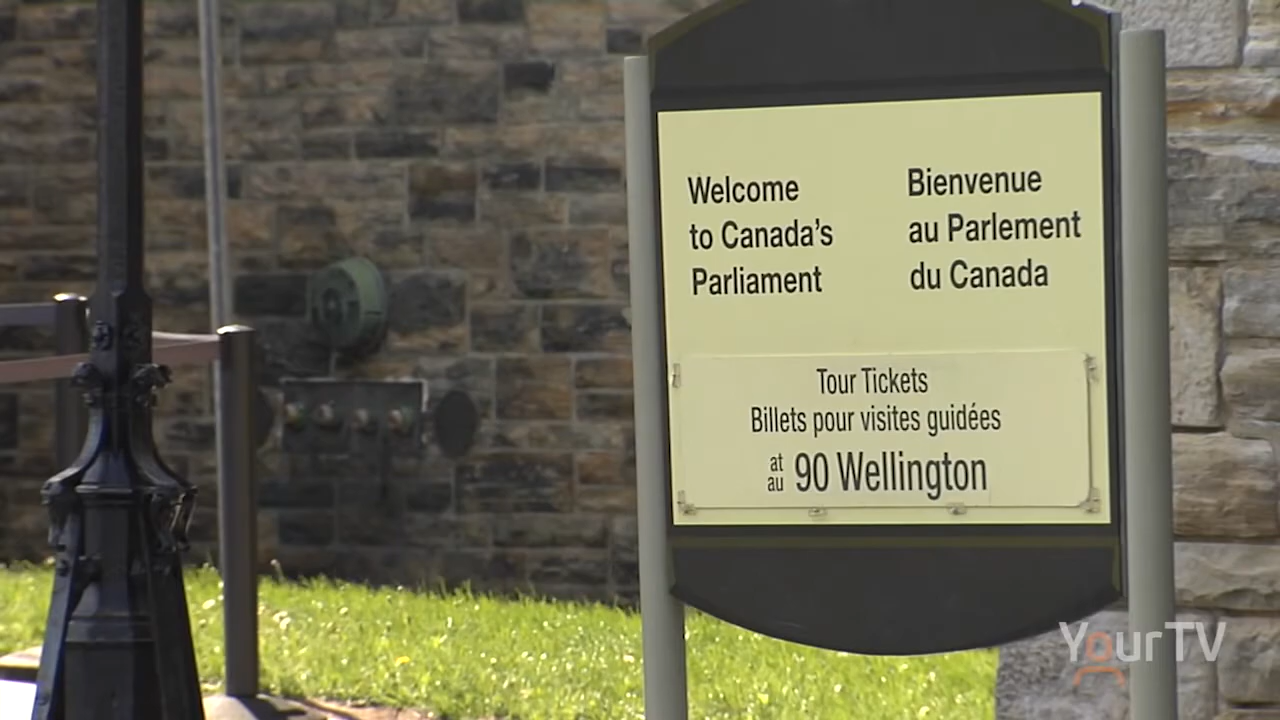 Welcome
to Canada's
Parliament
Bienvenue
au Parlement
du Canada
Tour Tickets
Billets pour visites guidées
at
au 90 Wellington
YourTV